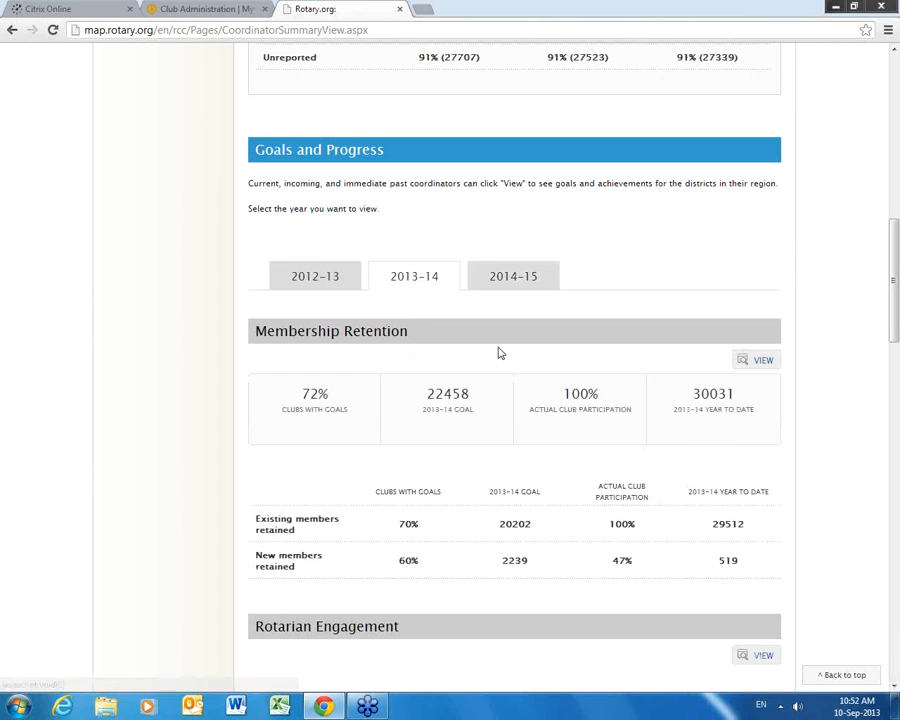 Citrix Online
Club Administration | My
Rotary.org:
map.rotary.org/en/rcc/Pages/CoordinatorSummaryView.aspx
Unreported 91% (27707) 91% (27523) 91% (27339)
Goals and Progress
Current, incoming, and immediate past coordinators can click "View" to see goals and achievements for the districts in their region.
Select the year you want to view.
2012-13 2013-14 2014-15
Membership Retention
VIEW
72% 22458 100% 30031
CLUBS WITH GOALS 2013-14 GOAL ACTUAL CLUB PARTICIPATION 2013-14 YEAR TO DATE
CLUBS WITH GOALS 2013-14 GOAL ACTUAL CLUB PARTICIPATION 2013-14 YEAR TO DATE
Existing members retained 70% 20202 100% 29512
New members retained 60% 2239 47% 519
Rotarian Engagement
VIEW
^ Back to top
EN
10:52 AM
10-Sep-2013